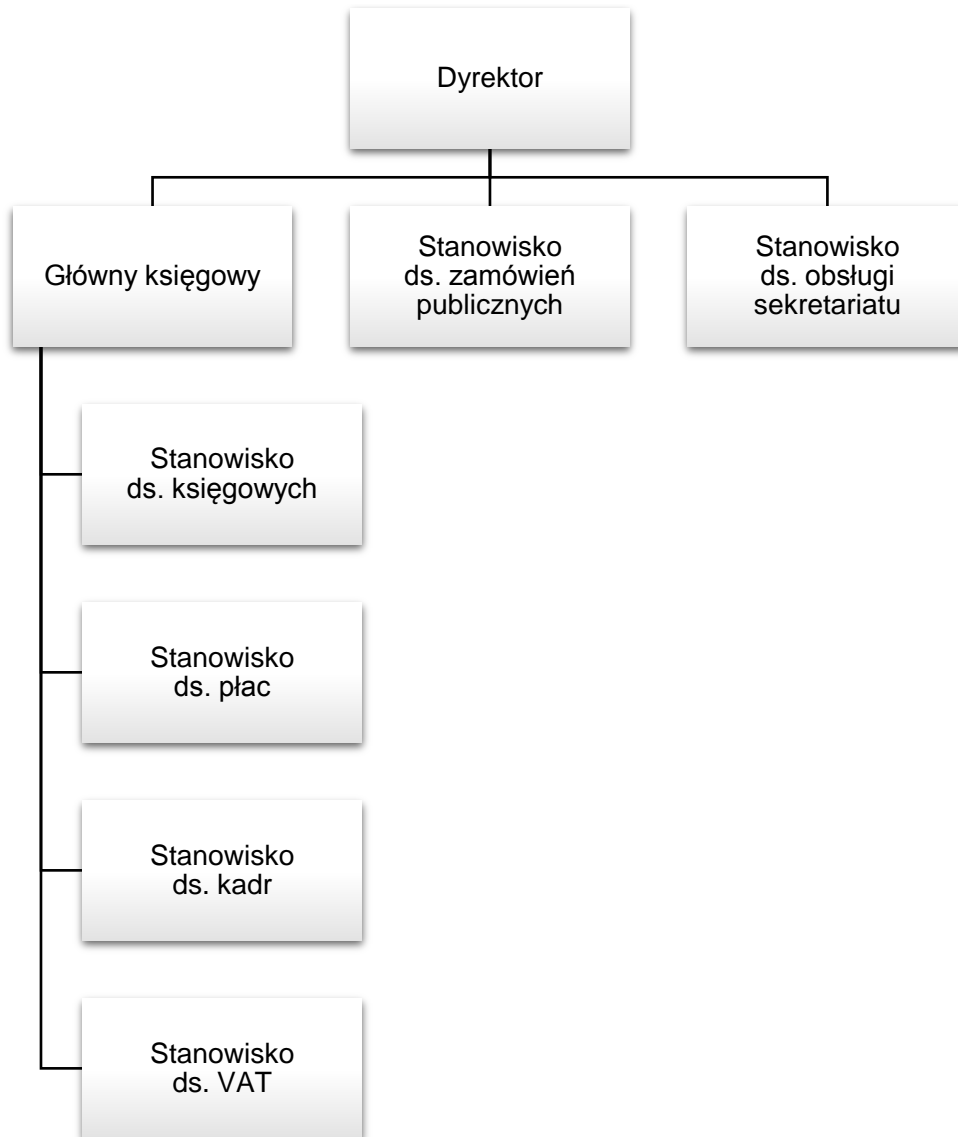 Dyrektor
Główny księgowy
Stanowisko
ds. zamówień
publicznych
Stanowisko
ds. obsługi
sekretariatu
Stanowisko
ds. księgowych
Stanowisko
ds. płac
Stanowisko
ds. kadr
Stanowisko
ds. VAT